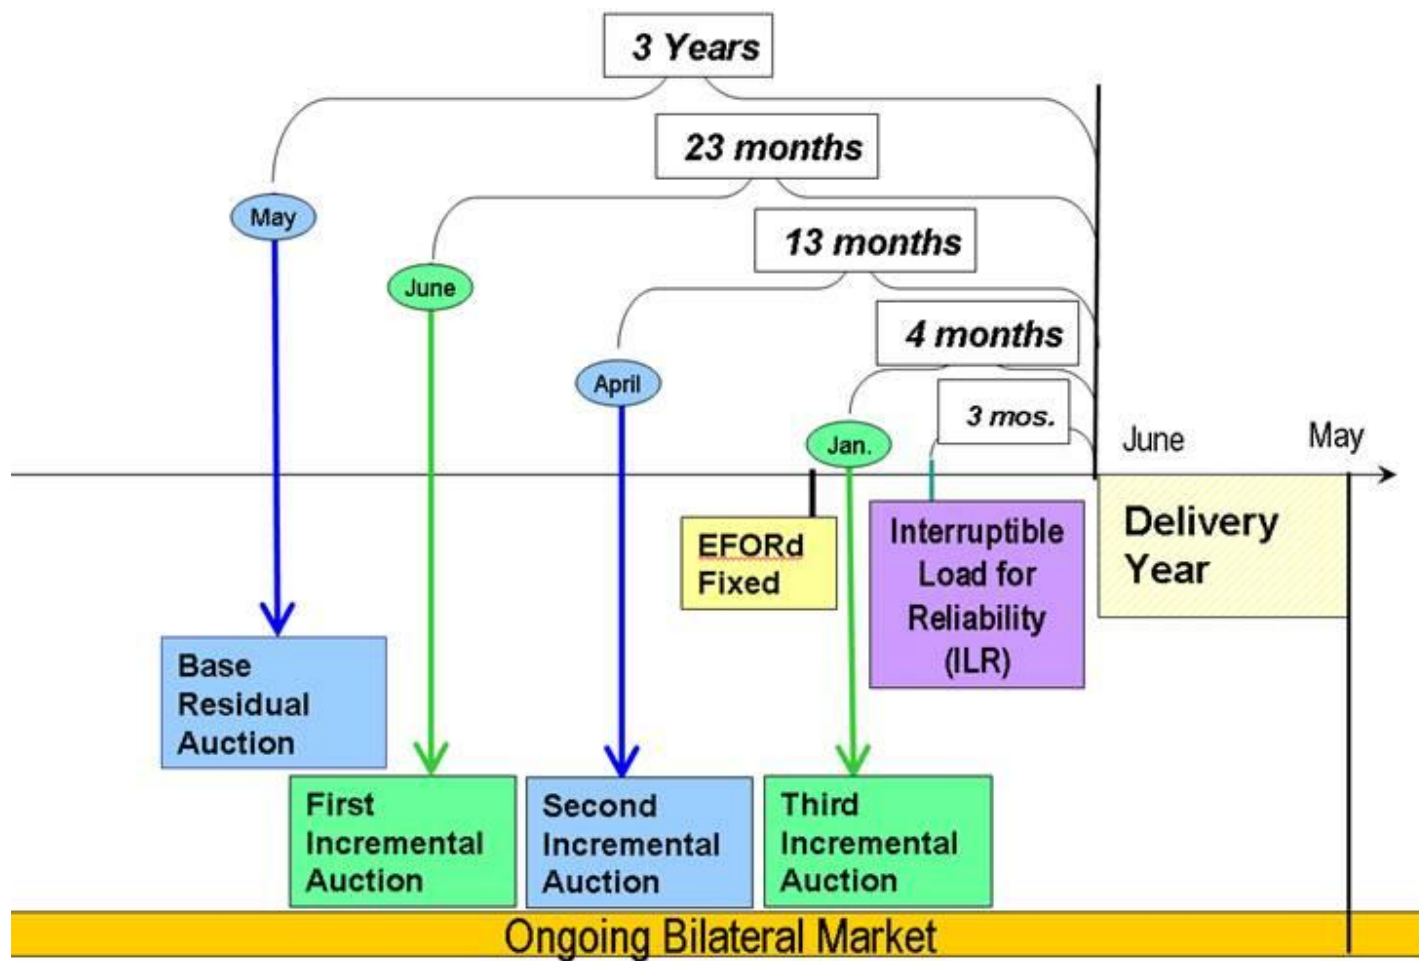 3 Years
23 months
13 months
4 months
3 mos.
May
June
April
Jan.
June
May
EFORd
Fixed
Interruptible
Load for
Reliability
(ILR)
Delivery
Year
Base
Residual
Auction
First
Incremental
Auction
Second
Incremental
Auction
Third
Incremental
Auction
Ongoing Bilateral Market